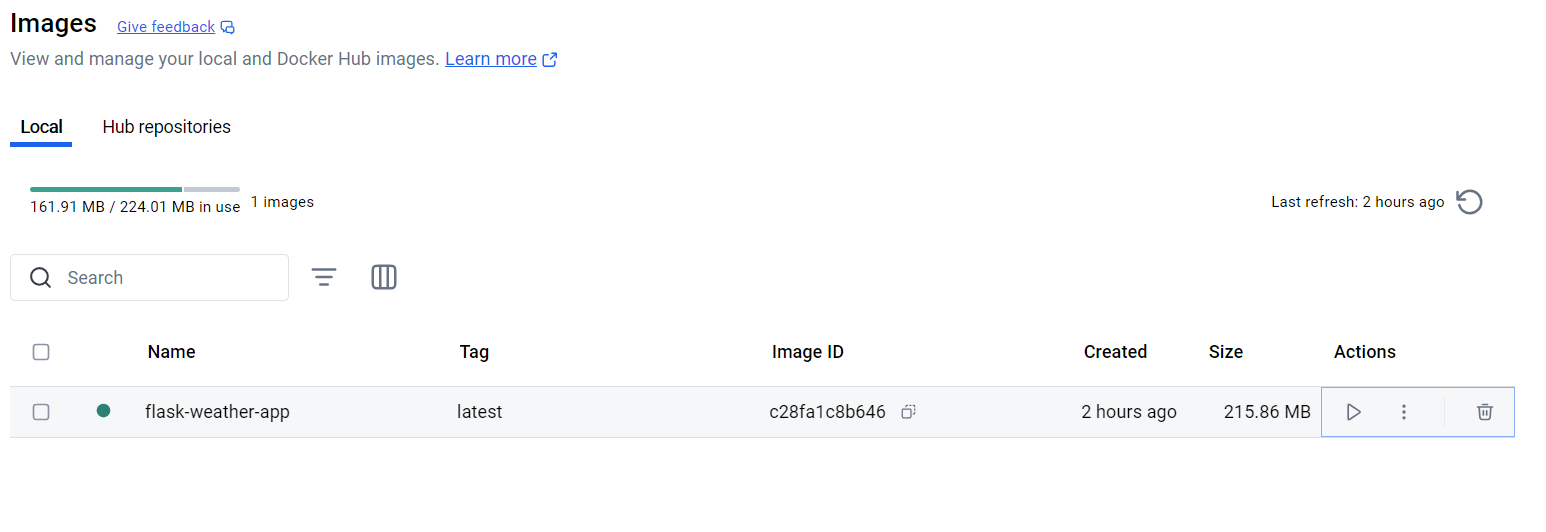 Images Give feedback
View and manage your local and Docker Hub images. Learn more
Local Hub repositories
161.91 MB / 224.01 MB in use 1 images Last refresh: 2 hours ago
Search
Name Tag Image ID Created Size Actions
flask-weather-app latest c28fa1c8b646 2 hours ago 215.86 MB